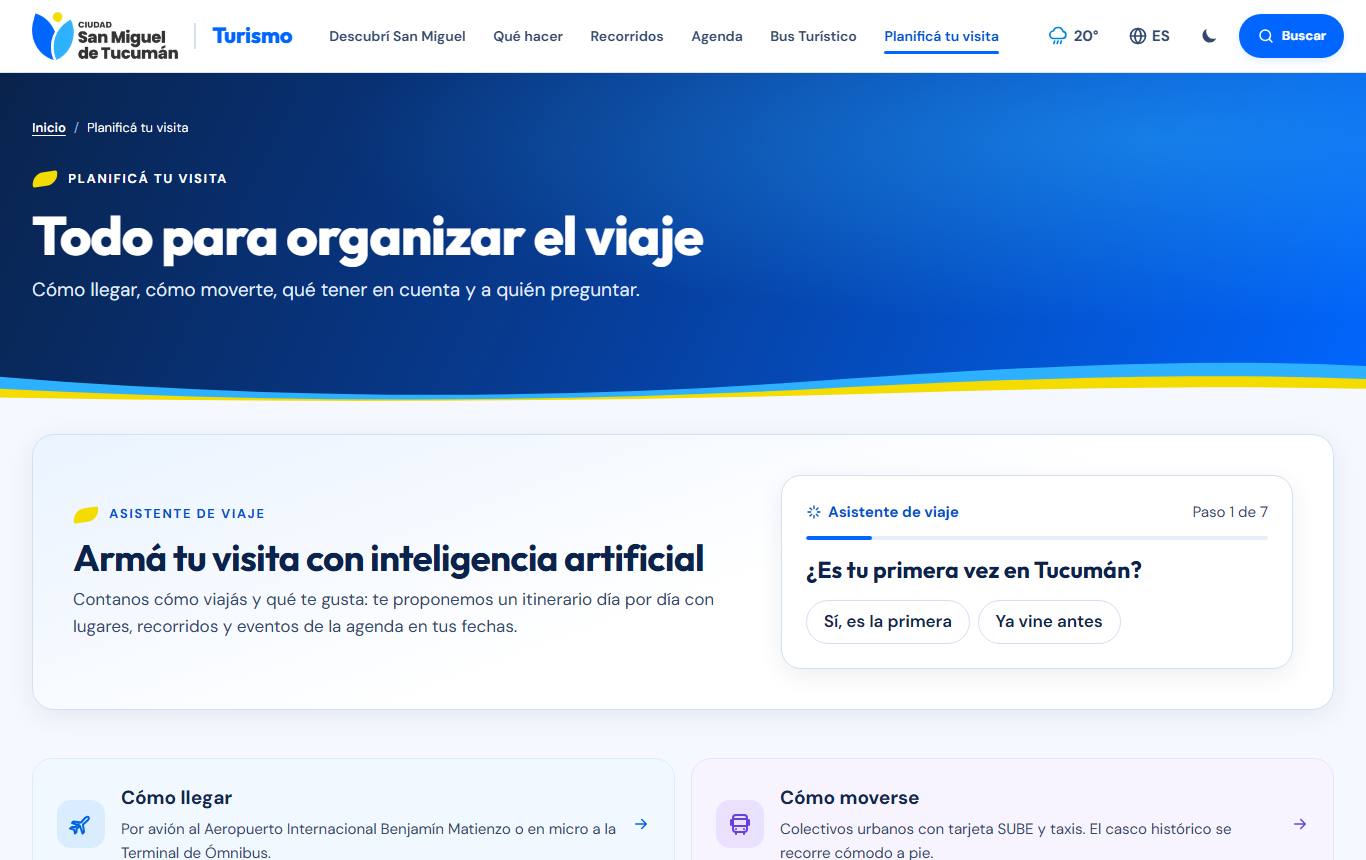 CIUDAD
San Miguel
de Tucumán
Turismo
Descubrí San Miguel
Qué hacer
Recorridos
Agenda
Bus Turístico
Planificá tu visita
20°
ES
Buscar
Inicio / Planificá tu visita
PLANIFICÁ TU VISITA
Todo para organizar el viaje
Cómo llegar, cómo moverte, qué tener en cuenta y a quién preguntar.
ASISTENTE DE VIAJE
Armá tu visita con inteligencia artificial
Contanos cómo viajás y qué te gusta: te proponemos un itinerario día por día con
lugares, recorridos y eventos de la agenda en tus fechas.
Asistente de viaje
Paso 1 de 7
¿Es tu primera vez en Tucumán?
Sí, es la primera
Ya vine antes
Cómo llegar
Por avión al Aeropuerto Internacional Benjamín Matienzo o en micro a la
Terminal de Ómnibus.
Cómo moverse
Colectivos urbanos con tarjeta SUBE y taxis. El casco histórico se
recorre cómodo a pie.